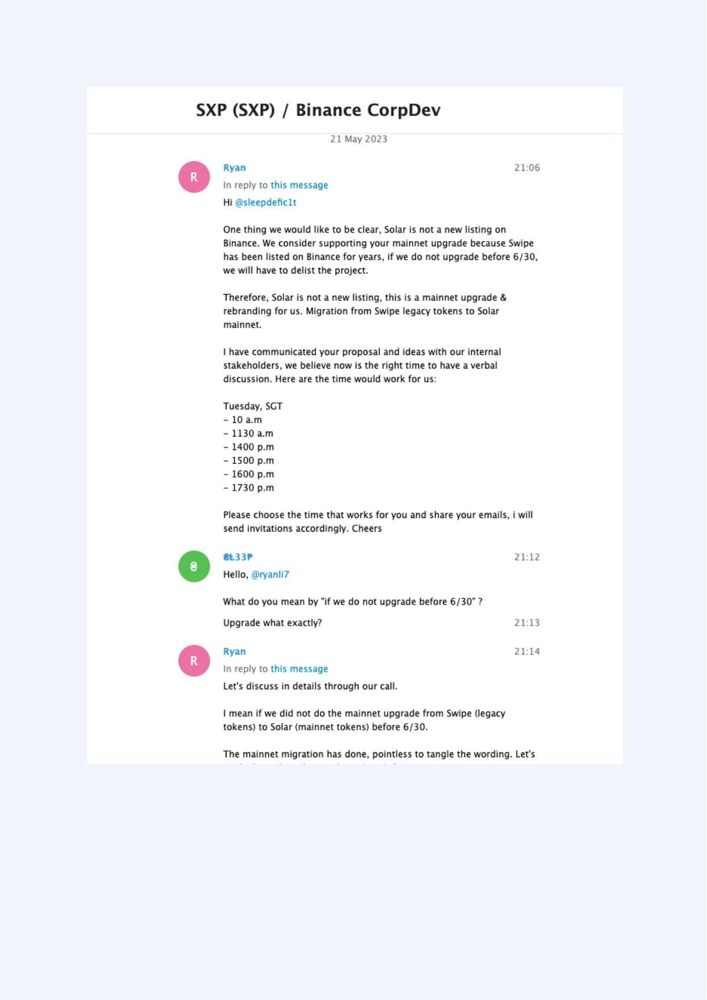 SXP (SXP) / Binance CorpDev
21 May 2023
R
Ryan
21:06
In reply to this message
Hi @sleepdefic1t
One thing we would like to be clear, Solar is not a new listing on
Binance. We consider supporting your mainnet upgrade because Swipe
has been listed on Binance for years, if we do not upgrade before 6/30,
we will have to delist the project.
Therefore, Solar is not a new listing, this is a mainnet upgrade &
rebranding for us. Migration from Swipe legacy tokens to Solar
mainnet.
I have communicated your proposal and ideas with our internal
stakeholders, we believe now is the right time to have a verbal
discussion. Here are the time would work for us:
Tuesday, SGT
- 10 a.m
- 1130 a.m
- 1400 p.m
- 1500 p.m
- 1600 p.m
- 1730 p.m
Please choose the time that works for you and share your emails, i will
send invitations accordingly. Cheers
₴
₴Ⱡ33₱
21:12
Hello, @ryanli7
What do you mean by "if we do not upgrade before 6/30" ?
Upgrade what exactly?
21:13
R
Ryan
21:14
In reply to this message
Let's discuss in details through our call.
I mean if we did not do the mainnet upgrade from Swipe (legacy
tokens) to Solar (mainnet tokens) before 6/30.
The mainnet migration has done, pointless to tangle the wording. Let's